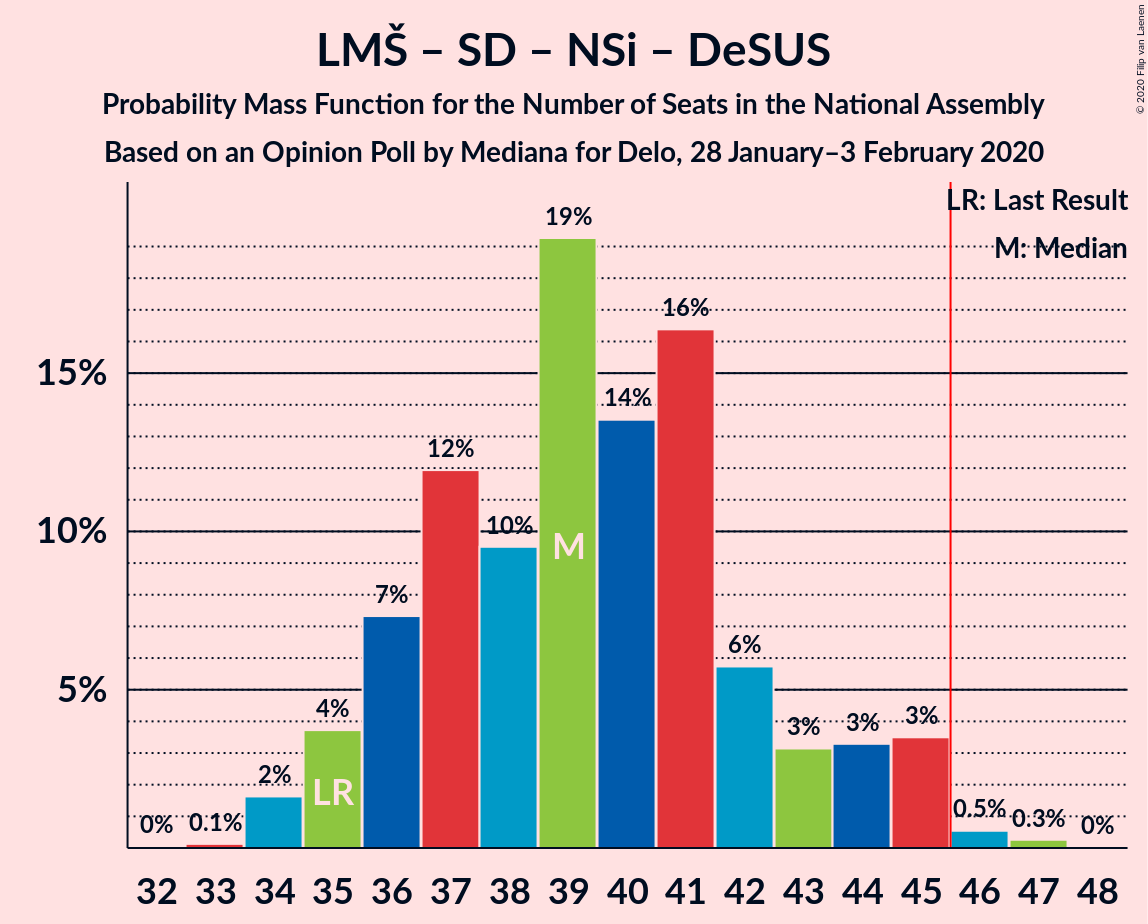 LMŠ – SD – NSi – DeSUS
Probability Mass Function for the Number of Seats in the National Assembly
Based on an Opinion Poll by Mediana for Delo, 28 January–3 February 2020
© 2020 Filip van Laenen
LR: Last Result
M: Median
19%
16%
15%
14%
12%
10%
10%
M
7%
6%
5%
4%
3%
3%
3%
2%
LR
0%
0.1%
0.5%
0.3%
0%
32 33 34 35 36 37 38 39 40 41 42 43 44 45 46 47 48